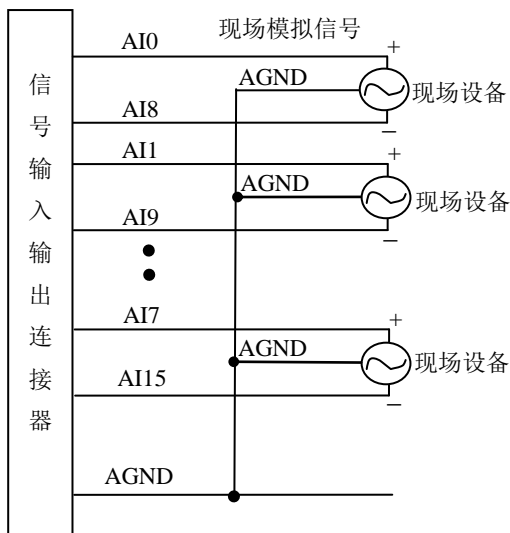 信号输入输出连接器
现场模拟信号
AI0
+
AGND
现场设备
AI8
−
AI1
+
AGND
现场设备
AI9
−
AI7
+
AGND
现场设备
AI15
−
AGND